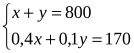 x + y = 800
0,4x + 0,1y = 170